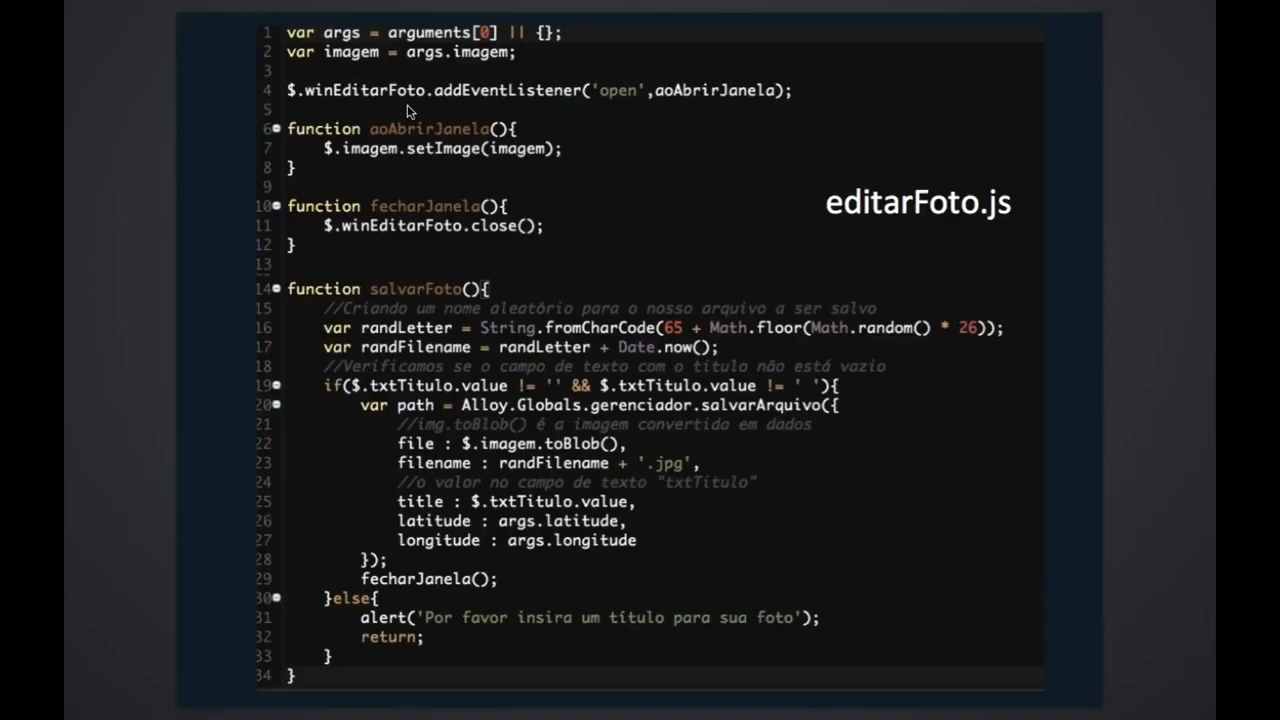 1 var args = arguments[0] || {};
2 var imagem = args.imagem;
3
4 $.winEditarFoto.addEventListener('open',aoAbrirJanela);
5
6 function aoAbrirJanela(){
7 $.imagem.setImage(imagem);
8 }
9
10 function fecharJanela(){
11 $.winEditarFoto.close();
12 }
13
editarFoto.js
14 function salvarFoto(){
15 //Criando um nome aleatório para o nosso arquivo a ser salvo
16 var randLetter = String.fromCharCode(65 + Math.floor(Math.random() * 26));
17 var randFilename = randLetter + Date.now();
18 //Verificamos se o campo de texto com o título não está vazio
19 if($.txtTitulo.value != '' && $.txtTitulo.value != ' '){
20 var path = Alloy.Globals.gerenciador.salvarArquivo({
21 //img.toBlob() é a imagem convertida em dados
22 file : $.imagem.toBlob(),
23 filename : randFilename + '.jpg',
24 //o valor no campo de texto "txtTitulo"
25 title : $.txtTitulo.value,
26 latitude : args.latitude,
27 longitude : args.longitude
28 });
29 fecharJanela();
30 }else{
31 alert('Por favor insira um título para sua foto');
32 return;
33 }
34 }